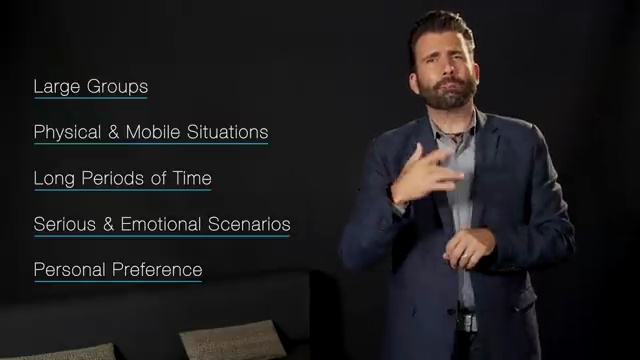 Large Groups
Physical & Mobile Situations
Long Periods of Time
Serious & Emotional Scenarios
Personal Preference